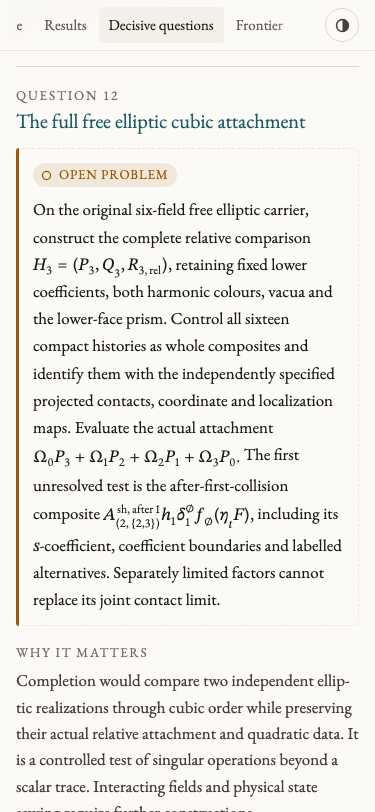 e Results Decisive questions Frontier
QUESTION 12
The full free elliptic cubic attachment
OPEN PROBLEM
On the original six-field free elliptic carrier,
construct the complete relative comparison
H₃ = (P₃, Q₃, R₃,rel), retaining fixed lower
coefficients, both harmonic colours, vacua and
the lower-face prism. Control all sixteen
compact histories as whole composites and
identify them with the independently specified
projected contacts, coordinate and localization
maps. Evaluate the actual attachment
Ω₀P₃ + Ω₁P₂ + Ω₂P₁ + Ω₃P₀. The first
unresolved test is the after-first-collision
composite A^{sh, after 1}_{(2, {2,3})} h₁δ₁^∅ f_∅(η_t F), including its
s-coefficient, coefficient boundaries and labelled
alternatives. Separately limited factors cannot
replace its joint contact limit.
WHY IT MATTERS
Completion would compare two independent ellip-
tic realizations through cubic order while preserving
their actual relative attachment and quadratic data. It
is a controlled test of singular operations beyond a
scalar trace. Interacting fields and physical state